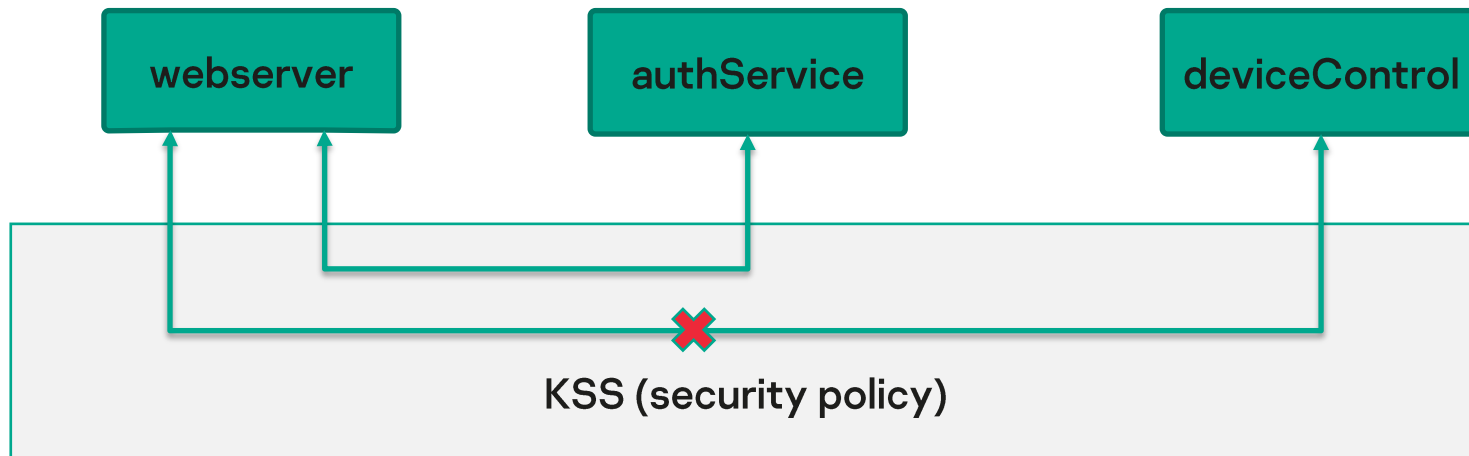 webserver
authService
deviceControl
KSS (security policy)